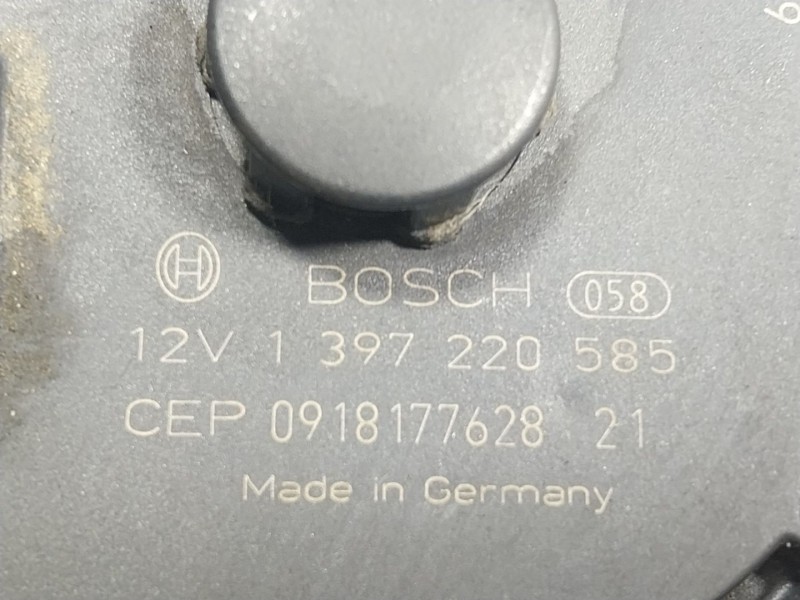 BOSCH 058
12V 1 397 220 585
CEP 0918177628 21
Made in Germany